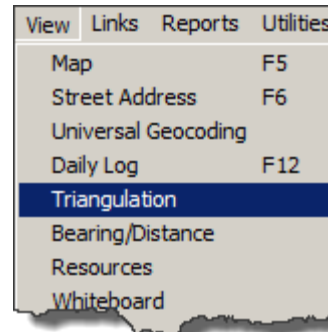 View Links Reports Utilities
Map F5
Street Address F6
Universal Geocoding
Daily Log F12
Triangulation
Bearing/Distance
Resources
Whiteboard